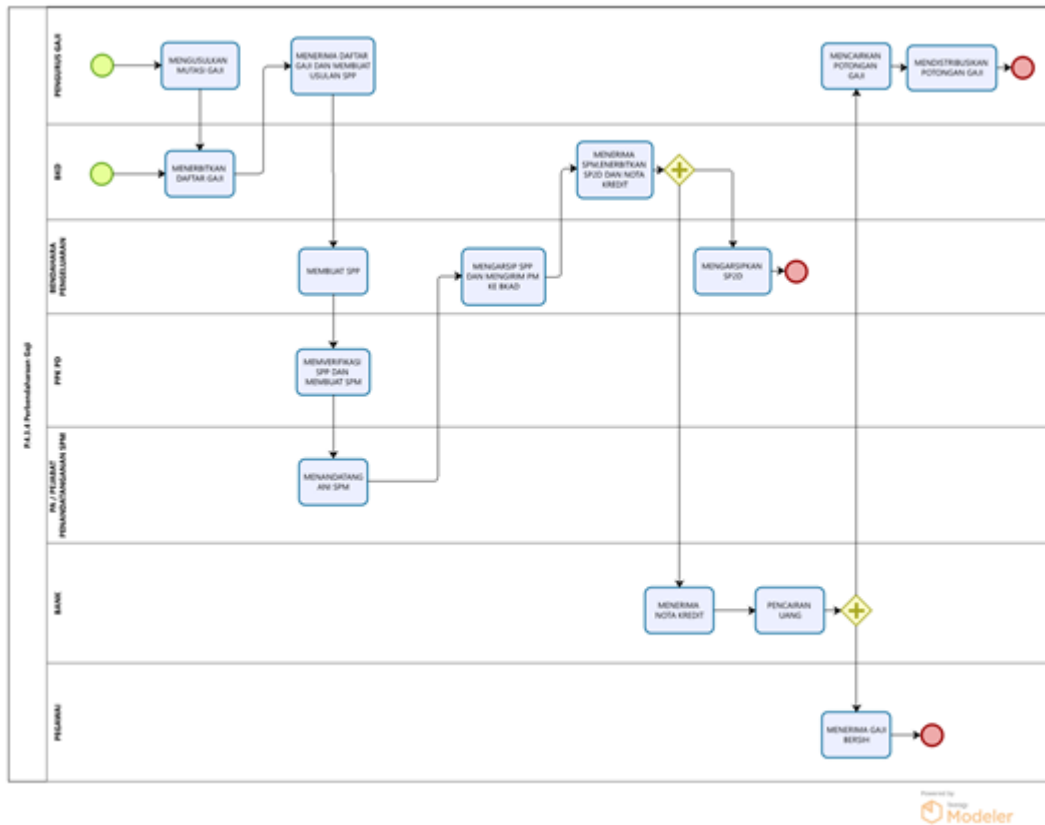 P.4.1.4 Perbendaharaan Gaji
PENGURUS GAJI
MENGUSULKAN
MUTASI GAJI
MENERIMA DAFTAR
GAJI DAN MEMBUAT
USULAN SPP
MENCAIRKAN
POTONGAN
GAJI
MENDISTRIBUSIKAN
POTONGAN GAJI
BKD
MENERBITKAN
DAFTAR GAJI
MENERIMA
SPM,ENERBITKAN
SP2D DAN NOTA
KREDIT
BENDAHARA
PENGELUARAN
MEMBUAT SPP
MENGARSIP SPP
DAN MENGIRIM PM
KE BKAD
MENGARSIPKAN
SP2D
PPK PD
MEMVERIFIKASI
SPP DAN
MEMBUAT SPM
PA / PEJABAT
PENANDATANGANAN SPM
MENANDATANG
ANI SPM
BANK
MENERIMA
NOTA KREDIT
PENCAIRAN
UANG
PEGAWAI
MENERIMA GAJI
BERSIH
Powered by
bizagi
Modeler